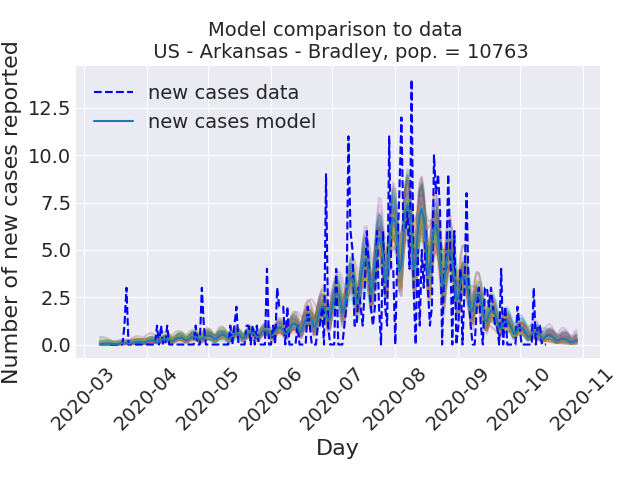 Model comparison to data
US - Arkansas - Bradley, pop. = 10763
new cases data
new cases model
Number of new cases reported
12.5
10.0
7.5
5.0
2.5
0.0
2020-03
2020-04
2020-05
2020-06
2020-07
2020-08
2020-09
2020-10
2020-11
Day